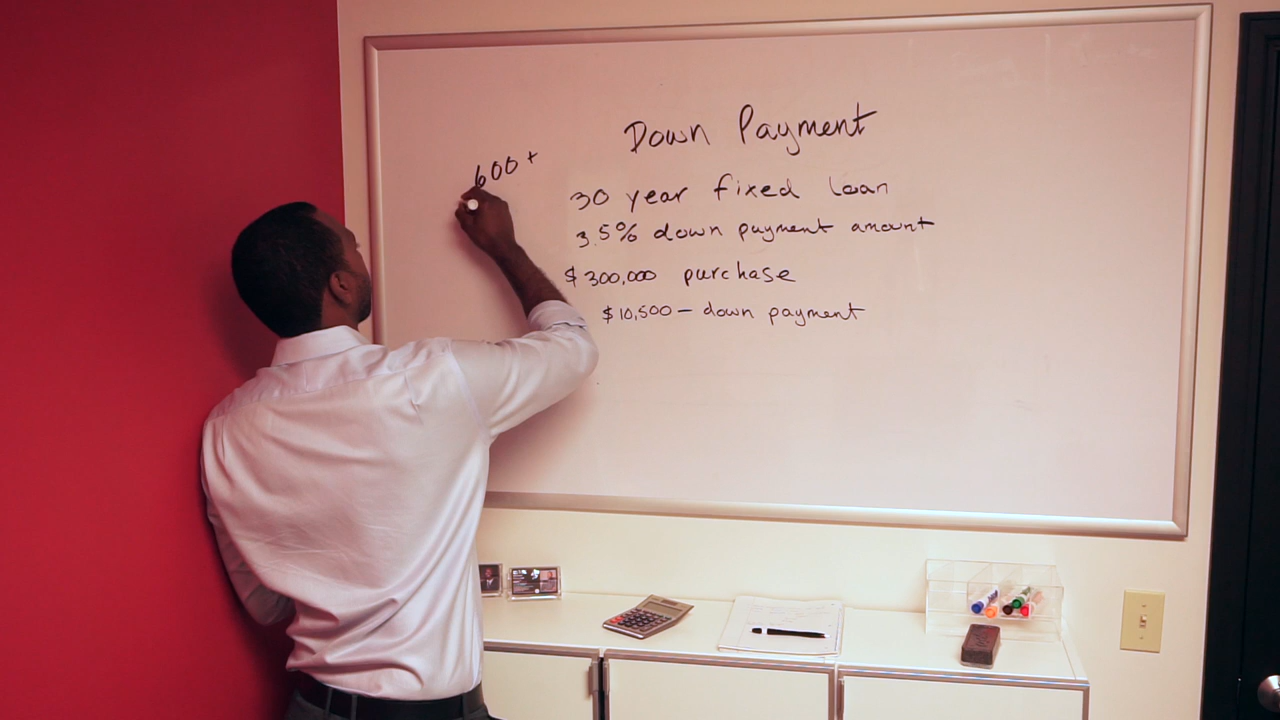 Down Payment
600+
30 year fixed loan
3.5% down payment amount
$300,000 purchase
$10,500 – down payment